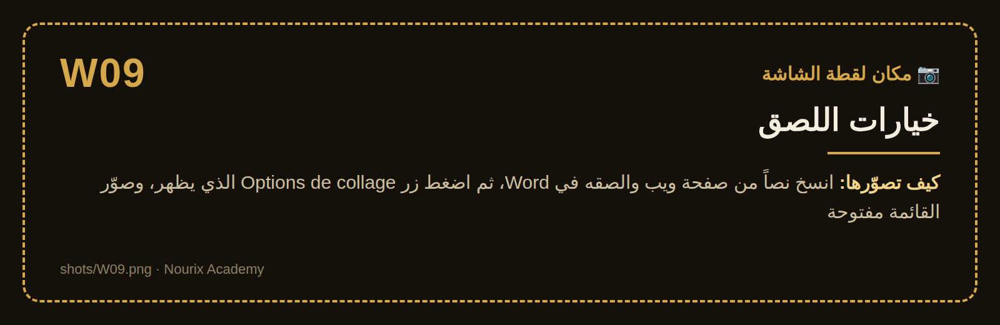 W09
📷 مكان لقطة الشاشة
خيارات اللصق
كيف تصوّرها: انسخ نصاً من صفحة ويب والصقه في Word، ثم اضغط زر Options de collage الذي يظهر، وصوّر
القائمة مفتوحة
shots/W09.png · Nourix Academy